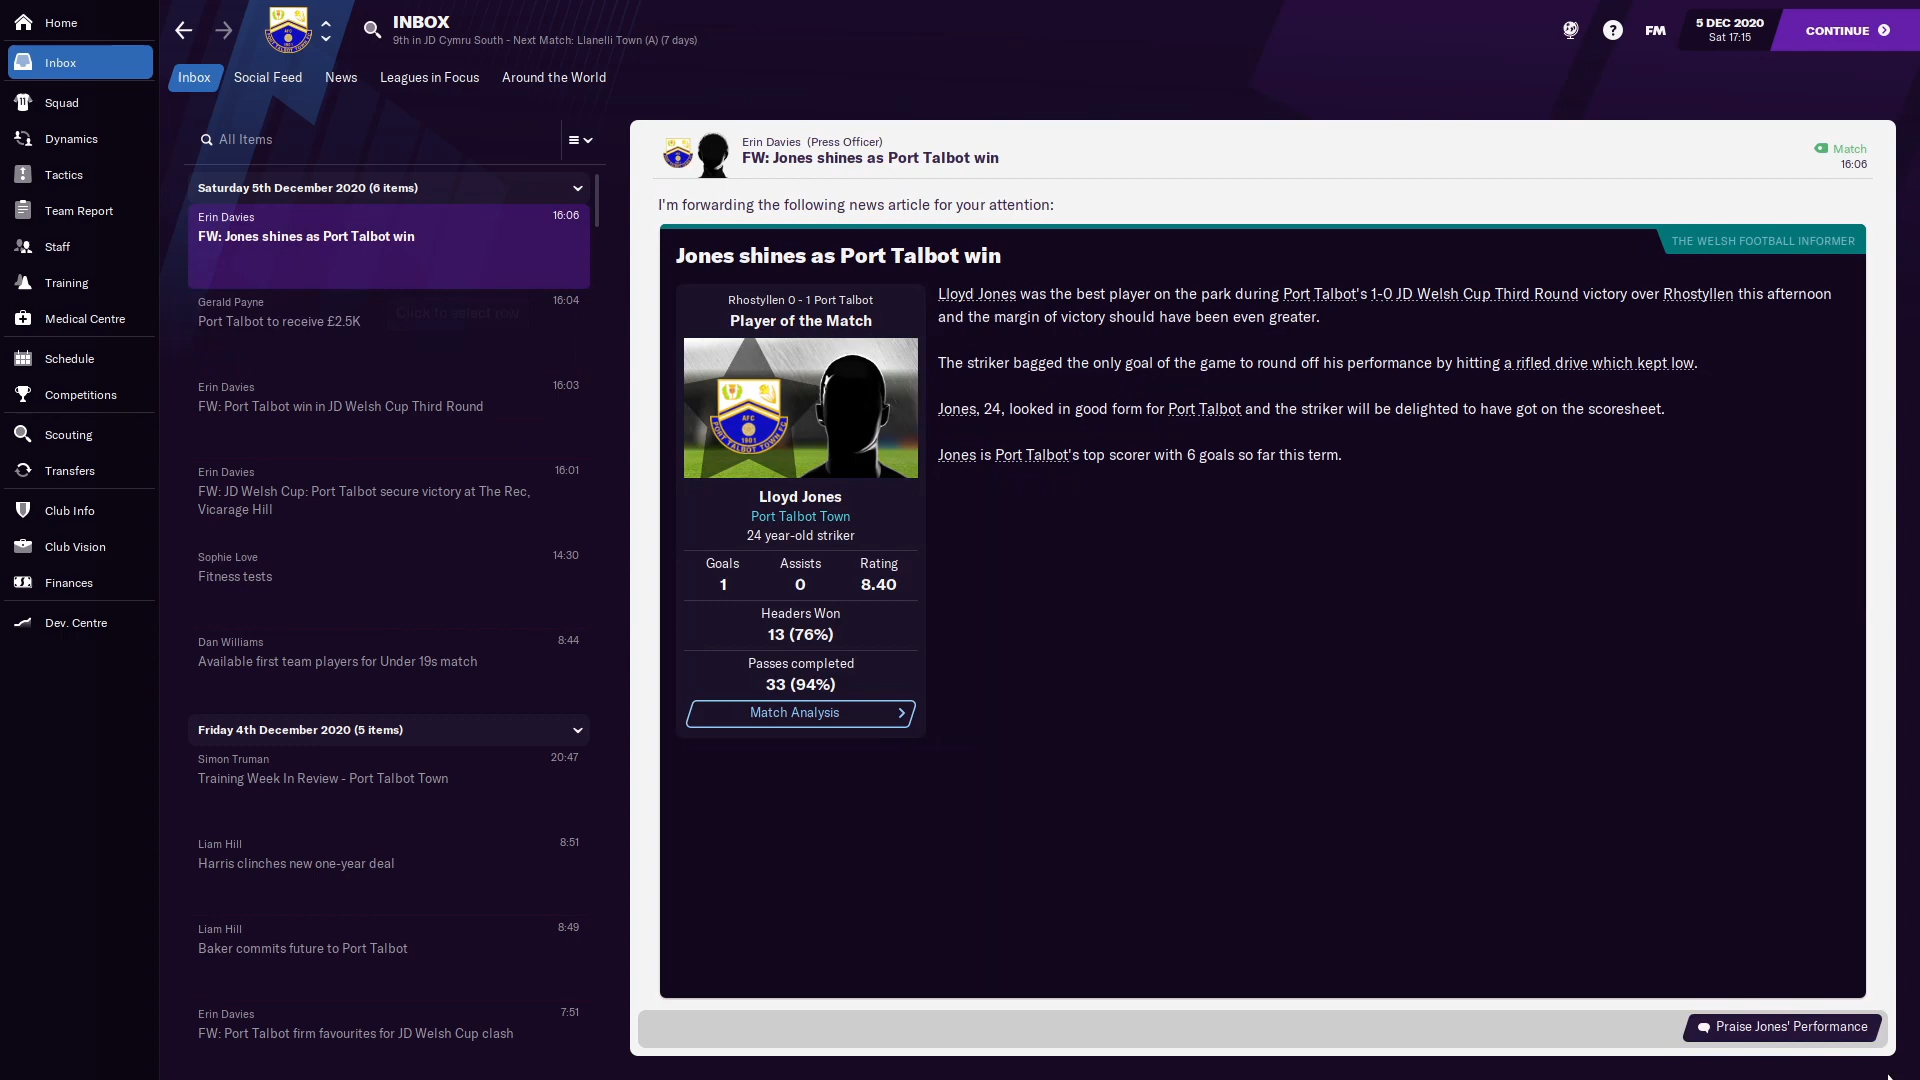 Home
Inbox
Squad
Dynamics
Tactics
Team Report
Staff
Training
Medical Centre
Schedule
Competitions
Scouting
Transfers
Club Info
Club Vision
Finances
Dev. Centre
INBOX
9th in JD Cymru South - Next Match: Llanelli Town (A) (7 days)
FM
5 DEC 2020
Sat 17:15
CONTINUE
Inbox Social Feed News Leagues in Focus Around the World
All Items
Saturday 5th December 2020 (6 items)
Erin Davies 16:06
FW: Jones shines as Port Talbot win
Gerald Payne 16:04
Port Talbot to receive £2.5K
Click to select row
Erin Davies 16:03
FW: Port Talbot win in JD Welsh Cup Third Round
Erin Davies 16:01
FW: JD Welsh Cup: Port Talbot secure victory at The Rec,
Vicarage Hill
Sophie Love 14:30
Fitness tests
Dan Williams 8:44
Available first team players for Under 19s match
Friday 4th December 2020 (5 items)
Simon Truman 20:47
Training Week In Review - Port Talbot Town
Liam Hill 8:51
Harris clinches new one-year deal
Liam Hill 8:49
Baker commits future to Port Talbot
Erin Davies 7:51
FW: Port Talbot firm favourites for JD Welsh Cup clash
Erin Davies (Press Officer)
FW: Jones shines as Port Talbot win
Match
16:06
I'm forwarding the following news article for your attention:
THE WELSH FOOTBALL INFORMER
Jones shines as Port Talbot win
Rhostyllen 0 - 1 Port Talbot
Player of the Match
AFC
1901
PORT TALBOT TOWN FC
Lloyd Jones
Port Talbot Town
24 year-old striker
Goals Assists Rating
1 0 8.40
Headers Won
13 (76%)
Passes completed
33 (94%)
Match Analysis
Lloyd Jones was the best player on the park during Port Talbot's 1-0 JD Welsh Cup Third Round victory over Rhostyllen this afternoon
and the margin of victory should have been even greater.
The striker bagged the only goal of the game to round off his performance by hitting a rifled drive which kept low.
Jones, 24, looked in good form for Port Talbot and the striker will be delighted to have got on the scoresheet.
Jones is Port Talbot's top scorer with 6 goals so far this term.
Praise Jones' Performance